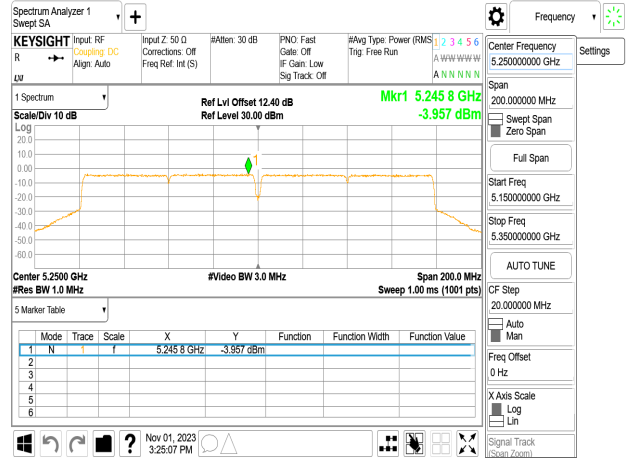 Spectrum Analyzer 1
Swept SA
Frequency
KEYSIGHT
R
LXI
Input: RF
Coupling: DC
Align: Auto
Input Z: 50 Ω
Corrections: Off
Freq Ref: Int (S)
#Atten: 30 dB
PNO: Fast
Gate: Off
IF Gain: Low
Sig Track: Off
#Avg Type: Power (RMS
Trig: Free Run
1 2 3 4 5 6
A W W W W W
A N N N N N
1 Spectrum
Scale/Div 10 dB
Ref Lvl Offset 12.40 dB
Ref Level 30.00 dBm
Mkr1 5.245 8 GHz
-3.957 dBm
Log
20.0
10.0
0.00
-10.0
-20.0
-30.0
-40.0
-50.0
-60.0
1
Center 5.2500 GHz
#Res BW 1.0 MHz
#Video BW 3.0 MHz
Span 200.0 MHz
Sweep 1.00 ms (1001 pts)
5 Marker Table
Mode Trace Scale X Y Function Function Width Function Value
1 N 1 f 5.245 8 GHz -3.957 dBm
2
3
4
5
6
Nov 01, 2023
3:25:07 PM
Center Frequency
5.250000000 GHz
Settings
Span
200.000000 MHz
Swept Span
Zero Span
Full Span
Start Freq
5.150000000 GHz
Stop Freq
5.350000000 GHz
AUTO TUNE
CF Step
20.000000 MHz
Auto
Man
Freq Offset
0 Hz
X Axis Scale
Log
Lin
Signal Track
(Span Zoom)